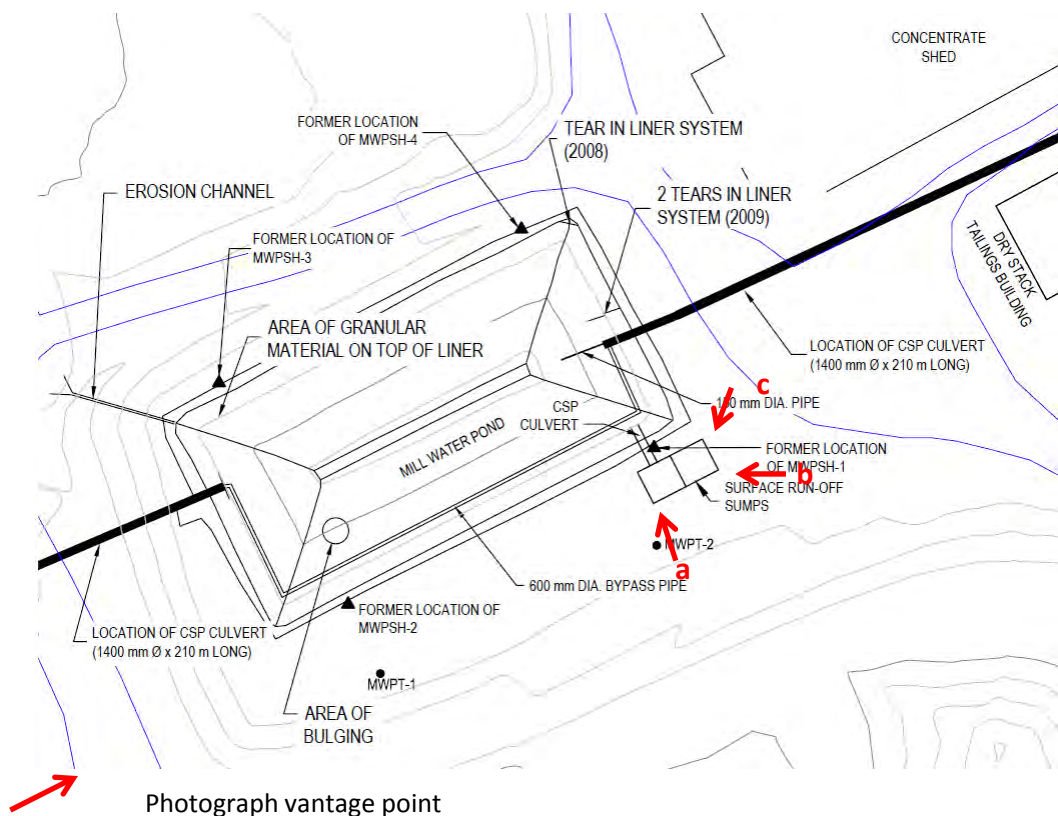 CONCENTRATE
SHED
FORMER LOCATION
OF MWPSH-4
TEAR IN LINER SYSTEM
(2008)
EROSION CHANNEL
2 TEARS IN LINER
SYSTEM (2009)
FORMER LOCATION OF
MWPSH-3
DRY STACK
TAILINGS BUILDING
AREA OF GRANULAR
MATERIAL ON TOP OF LINER
LOCATION OF CSP CULVERT
(1400 mm Ø x 210 m LONG)
c
mm DIA. PIPE
CSP
CULVERT
MILL WATER POND
FORMER LOCATION
OF MWPSH-1
b
SURFACE RUN-OFF
SUMPS
MWPT-2
a
600 mm DIA. BYPASS PIPE
FORMER LOCATION OF
MWPSH-2
LOCATION OF CSP CULVERT
(1400 mm Ø x 210 m LONG)
MWPT-1
AREA OF
BULGING
Photograph vantage point